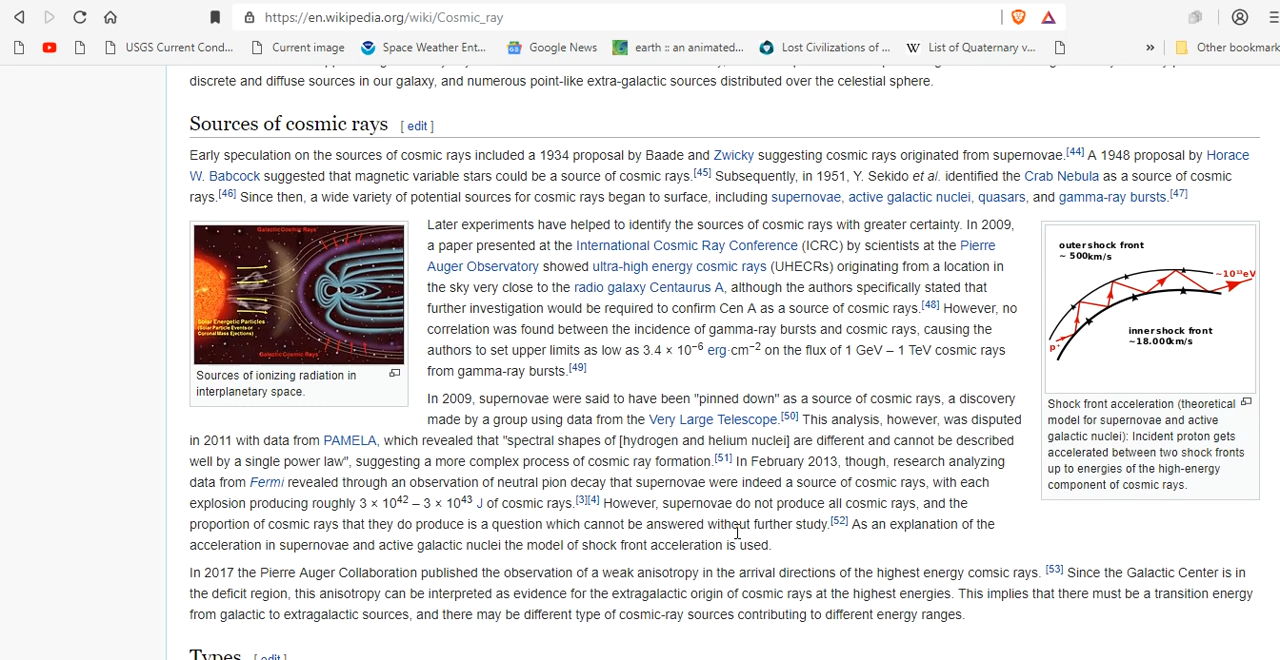 https://en.wikipedia.org/wiki/Cosmic_ray
USGS Current Cond... Current image Space Weather Ent... Google News earth :: an animated... Lost Civilizations of ... List of Quaternary v... » Other bookmark
discrete and diffuse sources in our galaxy, and numerous point-like extra-galactic sources distributed over the celestial sphere.
Sources of cosmic rays [ edit ]
Early speculation on the sources of cosmic rays included a 1934 proposal by Baade and Zwicky suggesting cosmic rays originated from supernovae.[44] A 1948 proposal by Horace
W. Babcock suggested that magnetic variable stars could be a source of cosmic rays.[45] Subsequently, in 1951, Y. Sekido et al. identified the Crab Nebula as a source of cosmic
rays.[46] Since then, a wide variety of potential sources for cosmic rays began to surface, including supernovae, active galactic nuclei, quasars, and gamma-ray bursts.[47]
Galactic Cosmic Rays
Solar Energetic Particles
(Solar Particle Events or
Coronal Mass Ejections)
Galactic Cosmic Rays
Sources of ionizing radiation in
interplanetary space.
Later experiments have helped to identify the sources of cosmic rays with greater certainty. In 2009,
a paper presented at the International Cosmic Ray Conference (ICRC) by scientists at the Pierre
Auger Observatory showed ultra-high energy cosmic rays (UHECRs) originating from a location in
the sky very close to the radio galaxy Centaurus A, although the authors specifically stated that
further investigation would be required to confirm Cen A as a source of cosmic rays.[48] However, no
correlation was found between the incidence of gamma-ray bursts and cosmic rays, causing the
authors to set upper limits as low as 3.4 × 10−6 erg·cm−2 on the flux of 1 GeV – 1 TeV cosmic rays
from gamma-ray bursts.[49]
outer shock front
~ 500km/s
~10¹⁵eV
inner shock front
~18.000km/s
p⁺
Shock front acceleration (theoretical
model for supernovae and active
galactic nuclei): Incident proton gets
accelerated between two shock fronts
up to energies of the high-energy
component of cosmic rays.
In 2009, supernovae were said to have been "pinned down" as a source of cosmic rays, a discovery
made by a group using data from the Very Large Telescope.[50] This analysis, however, was disputed
in 2011 with data from PAMELA, which revealed that "spectral shapes of [hydrogen and helium nuclei] are different and cannot be described
well by a single power law", suggesting a more complex process of cosmic ray formation.[51] In February 2013, though, research analyzing
data from Fermi revealed through an observation of neutral pion decay that supernovae were indeed a source of cosmic rays, with each
explosion producing roughly 3 × 10⁴² – 3 × 10⁴³ J of cosmic rays.[3][4] However, supernovae do not produce all cosmic rays, and the
proportion of cosmic rays that they do produce is a question which cannot be answered without further study.[52] As an explanation of the
acceleration in supernovae and active galactic nuclei the model of shock front acceleration is used.
In 2017 the Pierre Auger Collaboration published the observation of a weak anisotropy in the arrival directions of the highest energy comsic rays. [53] Since the Galactic Center is in
the deficit region, this anisotropy can be interpreted as evidence for the extragalactic origin of cosmic rays at the highest energies. This implies that there must be a transition energy
from galactic to extragalactic sources, and there may be different type of cosmic-ray sources contributing to different energy ranges.
Types [ edit ]